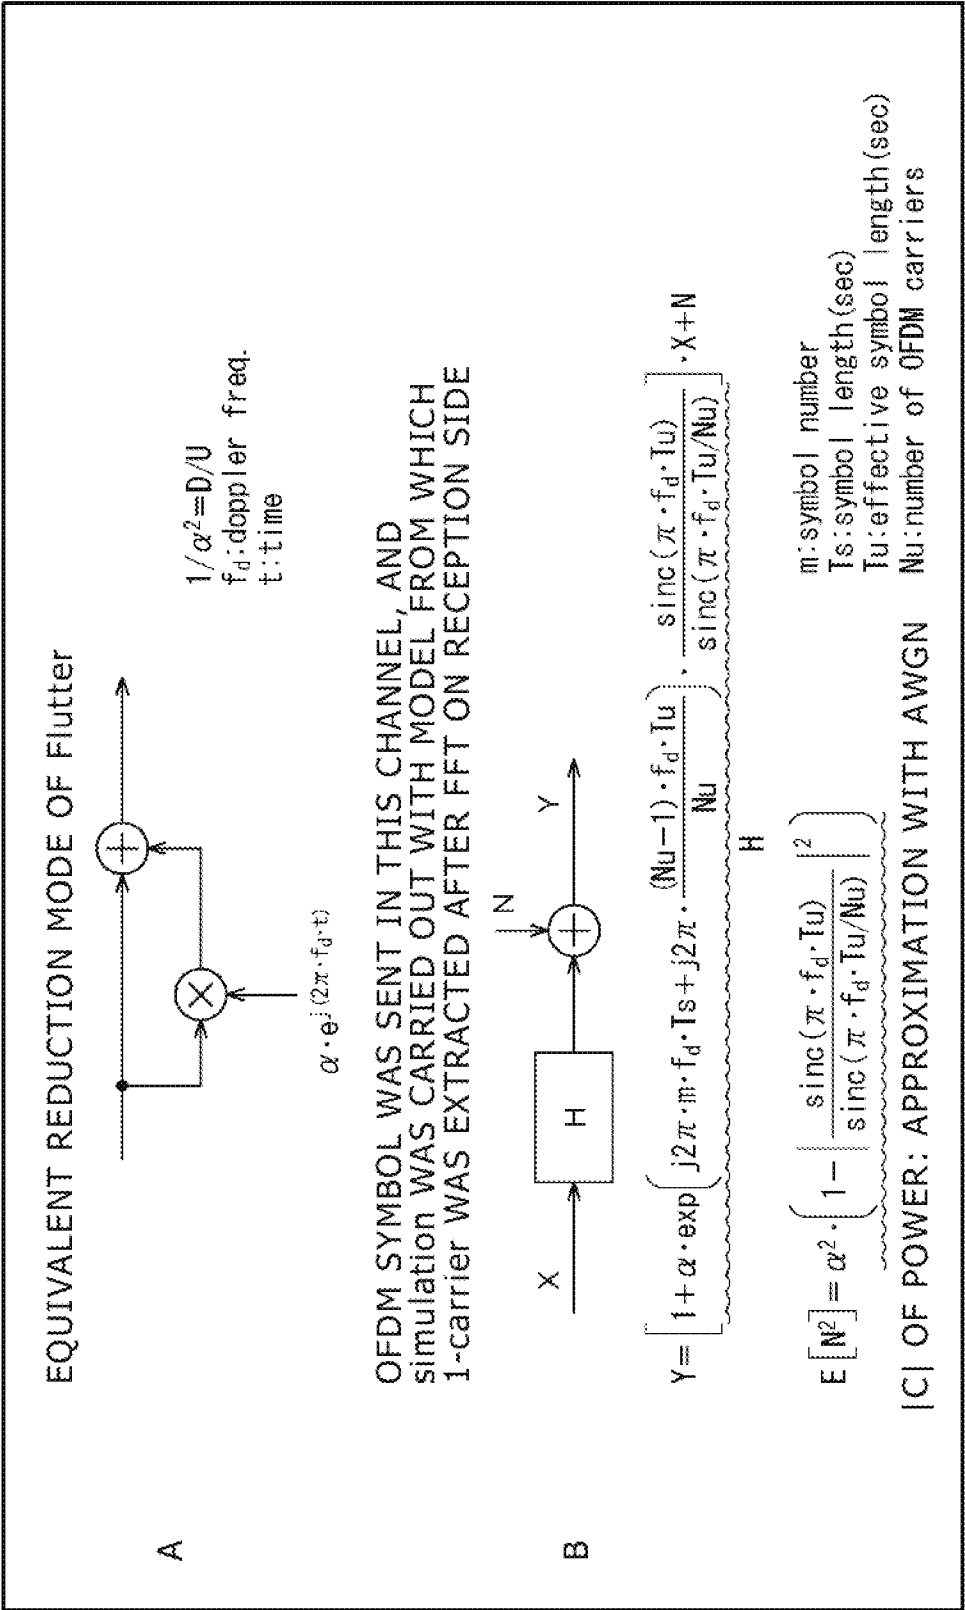 A
EQUIVALENT REDUCTION MODE OF Flutter
α·e^{j(2π·f_d·t)}
1/α²=D/U
f_d:doppler freq.
t:time
B
OFDM SYMBOL WAS SENT IN THIS CHANNEL, AND
simulation WAS CARRIED OUT WITH MODEL FROM WHICH
1-carrier WAS EXTRACTED AFTER FFT ON RECEPTION SIDE
X
H
N
Y
Y=[1+α·exp(j2π·m·f_d·Ts+j2π·(Nu−1)·f_d·Tu/Nu)·sinc(π·f_d·Tu)/sinc(π·f_d·Tu/Nu)]·X+N
H
E[N²]=α²·(1−|sinc(π·f_d·Tu)/sinc(π·f_d·Tu/Nu)|²)
|C| OF POWER: APPROXIMATION WITH AWGN
m:symbol number
Ts:symbol length(sec)
Tu:effective symbol length(sec)
Nu:number of OFDM carriers